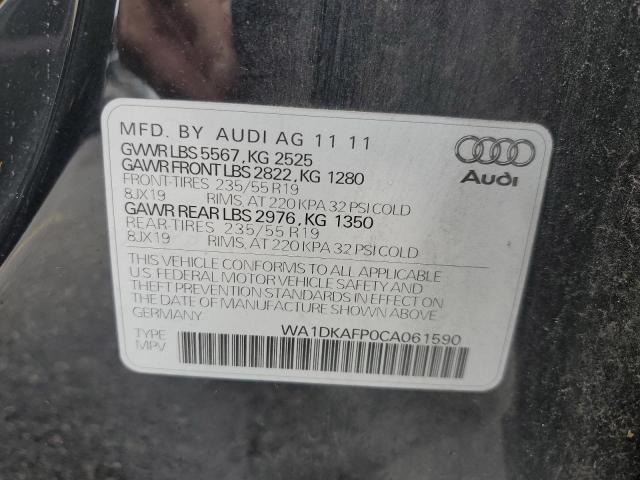 MFD. BY AUDI AG 11 11
GVWR LBS 5567, KG 2525
GAWR FRONT LBS 2822, KG 1280
FRONT-TIRES 235/55 R19
8JX19 RIMS, AT 220 KPA 32 PSI COLD
GAWR REAR LBS 2976, KG 1350
REAR-TIRES 235/55 R19
8JX19 RIMS, AT 220 KPA 32 PSI COLD
Audi
THIS VEHICLE CONFORMS TO ALL APPLICABLE
U.S FEDERAL MOTOR VEHICLE SAFETY AND
THEFT PREVENTION STANDARDS IN EFFECT ON
THE DATE OF MANUFACTURE SHOWN ABOVE
GERMANY
WA1DKAFP0CA061590
TYPE
MPV